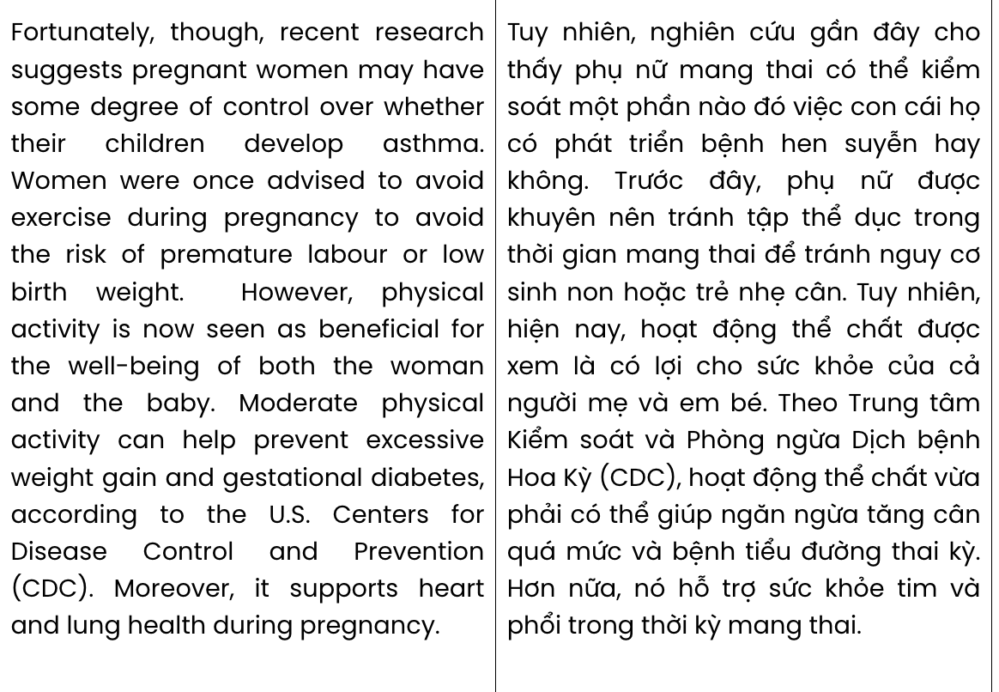 Fortunately, though, recent research
suggests pregnant women may have
some degree of control over whether
their children develop asthma.
Women were once advised to avoid
exercise during pregnancy to avoid
the risk of premature labour or low
birth weight. However, physical
activity is now seen as beneficial for
the well-being of both the woman
and the baby. Moderate physical
activity can help prevent excessive
weight gain and gestational diabetes,
according to the U.S. Centers for
Disease Control and Prevention
(CDC). Moreover, it supports heart
and lung health during pregnancy.
Tuy nhiên, nghiên cứu gần đây cho
thấy phụ nữ mang thai có thể kiểm
soát một phần nào đó việc con cái họ
có phát triển bệnh hen suyễn hay
không. Trước đây, phụ nữ được
khuyên nên tránh tập thể dục trong
thời gian mang thai để tránh nguy cơ
sinh non hoặc trẻ nhẹ cân. Tuy nhiên,
hiện nay, hoạt động thể chất được
xem là có lợi cho sức khỏe của cả
người mẹ và em bé. Theo Trung tâm
Kiểm soát và Phòng ngừa Dịch bệnh
Hoa Kỳ (CDC), hoạt động thể chất vừa
phải có thể giúp ngăn ngừa tăng cân
quá mức và bệnh tiểu đường thai kỳ.
Hơn nữa, nó hỗ trợ sức khỏe tim và
phổi trong thời kỳ mang thai.